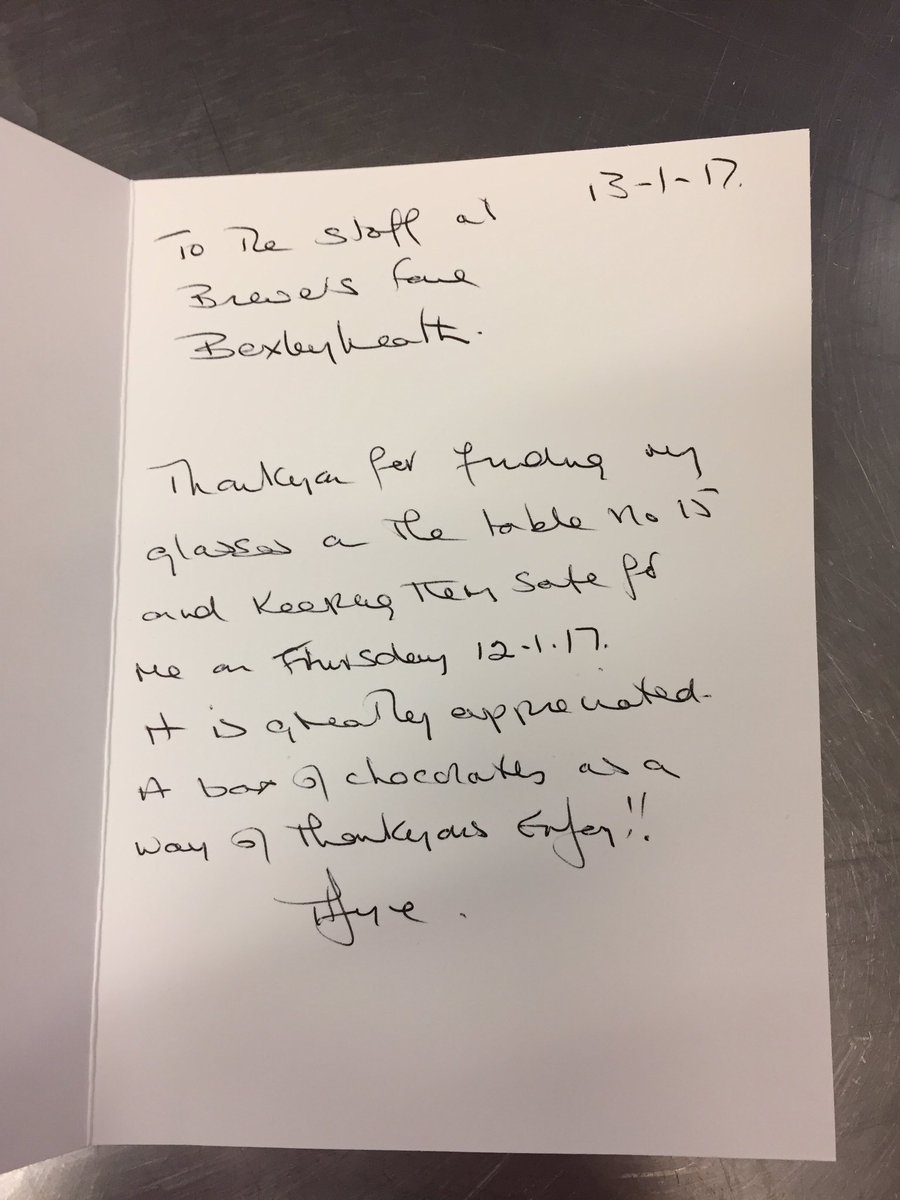 13-1-17.
To The staff at
Brewers fare
Bexleyheath.
Thankyou for finding my
glasses on the table No 15
and keeping them safe for
me on Thursday 12.1.17.
It is greatly appreciated.
A box of chocolates as a
way of thankyous Enjoy!!